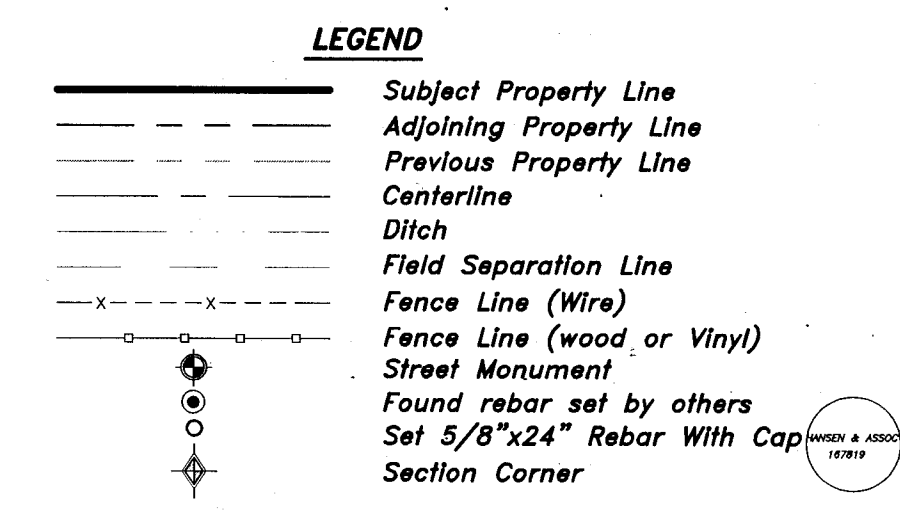 LEGEND
Subject Property Line
Adjoining Property Line
Previous Property Line
Centerline
Ditch
Field Separation Line
X X Fence Line (Wire)
Fence Line (wood or Vinyl)
Street Monument
Found rebar set by others
Set 5/8"x24" Rebar With Cap
Section Corner
HANSEN & ASSOC
167819